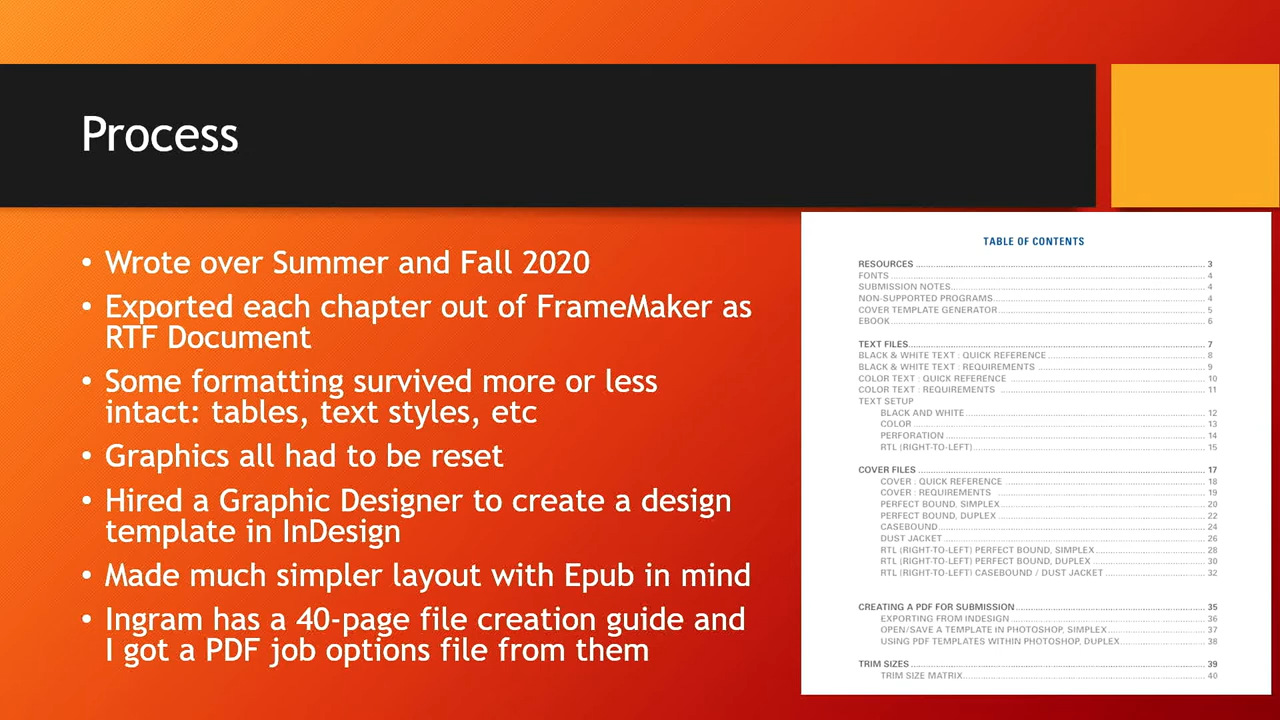 Process
• Wrote over Summer and Fall 2020
• Exported each chapter out of FrameMaker as
RTF Document
• Some formatting survived more or less
intact: tables, text styles, etc
• Graphics all had to be reset
• Hired a Graphic Designer to create a design
template in InDesign
• Made much simpler layout with Epub in mind
• Ingram has a 40-page file creation guide and
I got a PDF job options file from them
TABLE OF CONTENTS
RESOURCES 3
FONTS 4
SUBMISSION NOTES 4
NON-SUPPORTED PROGRAMS 4
COVER TEMPLATE GENERATOR 5
EBOOK 6
TEXT FILES 7
BLACK & WHITE TEXT : QUICK REFERENCE 8
BLACK & WHITE TEXT : REQUIREMENTS 9
COLOR TEXT : QUICK REFERENCE 10
COLOR TEXT : REQUIREMENTS 11
TEXT SETUP
BLACK AND WHITE 12
COLOR 13
PERFORATION 14
RTL (RIGHT-TO-LEFT) 15
COVER FILES 17
COVER : QUICK REFERENCE 18
COVER : REQUIREMENTS 19
PERFECT BOUND, SIMPLEX 20
PERFECT BOUND, DUPLEX 22
CASEBOUND 24
DUST JACKET 26
RTL (RIGHT-TO-LEFT) PERFECT BOUND, SIMPLEX 28
RTL (RIGHT-TO-LEFT) PERFECT BOUND, DUPLEX 30
RTL (RIGHT-TO-LEFT) CASEBOUND / DUST JACKET 32
CREATING A PDF FOR SUBMISSION 35
EXPORTING FROM INDESIGN 36
OPEN/SAVE A TEMPLATE IN PHOTOSHOP, SIMPLEX 37
USING PDF TEMPLATES WITHIN PHOTOSHOP, DUPLEX 38
TRIM SIZES 39
TRIM SIZE MATRIX 40